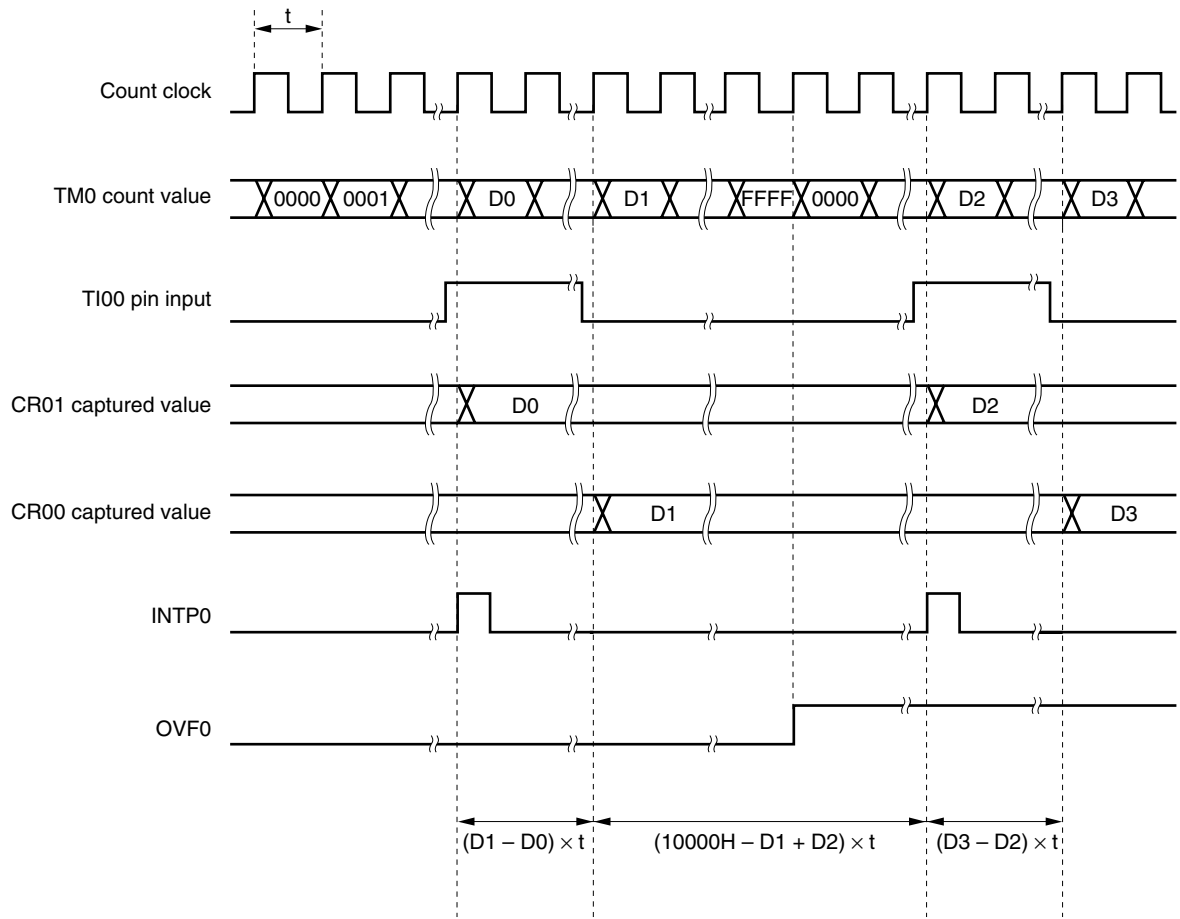 t
Count clock
TM0 count value
0000 0001 D0 D1 FFFF 0000 D2 D3
TI00 pin input
CR01 captured value
D0 D2
CR00 captured value
D1 D3
INTP0
OVF0
(D1 – D0) × t (10000H – D1 + D2) × t (D3 – D2) × t